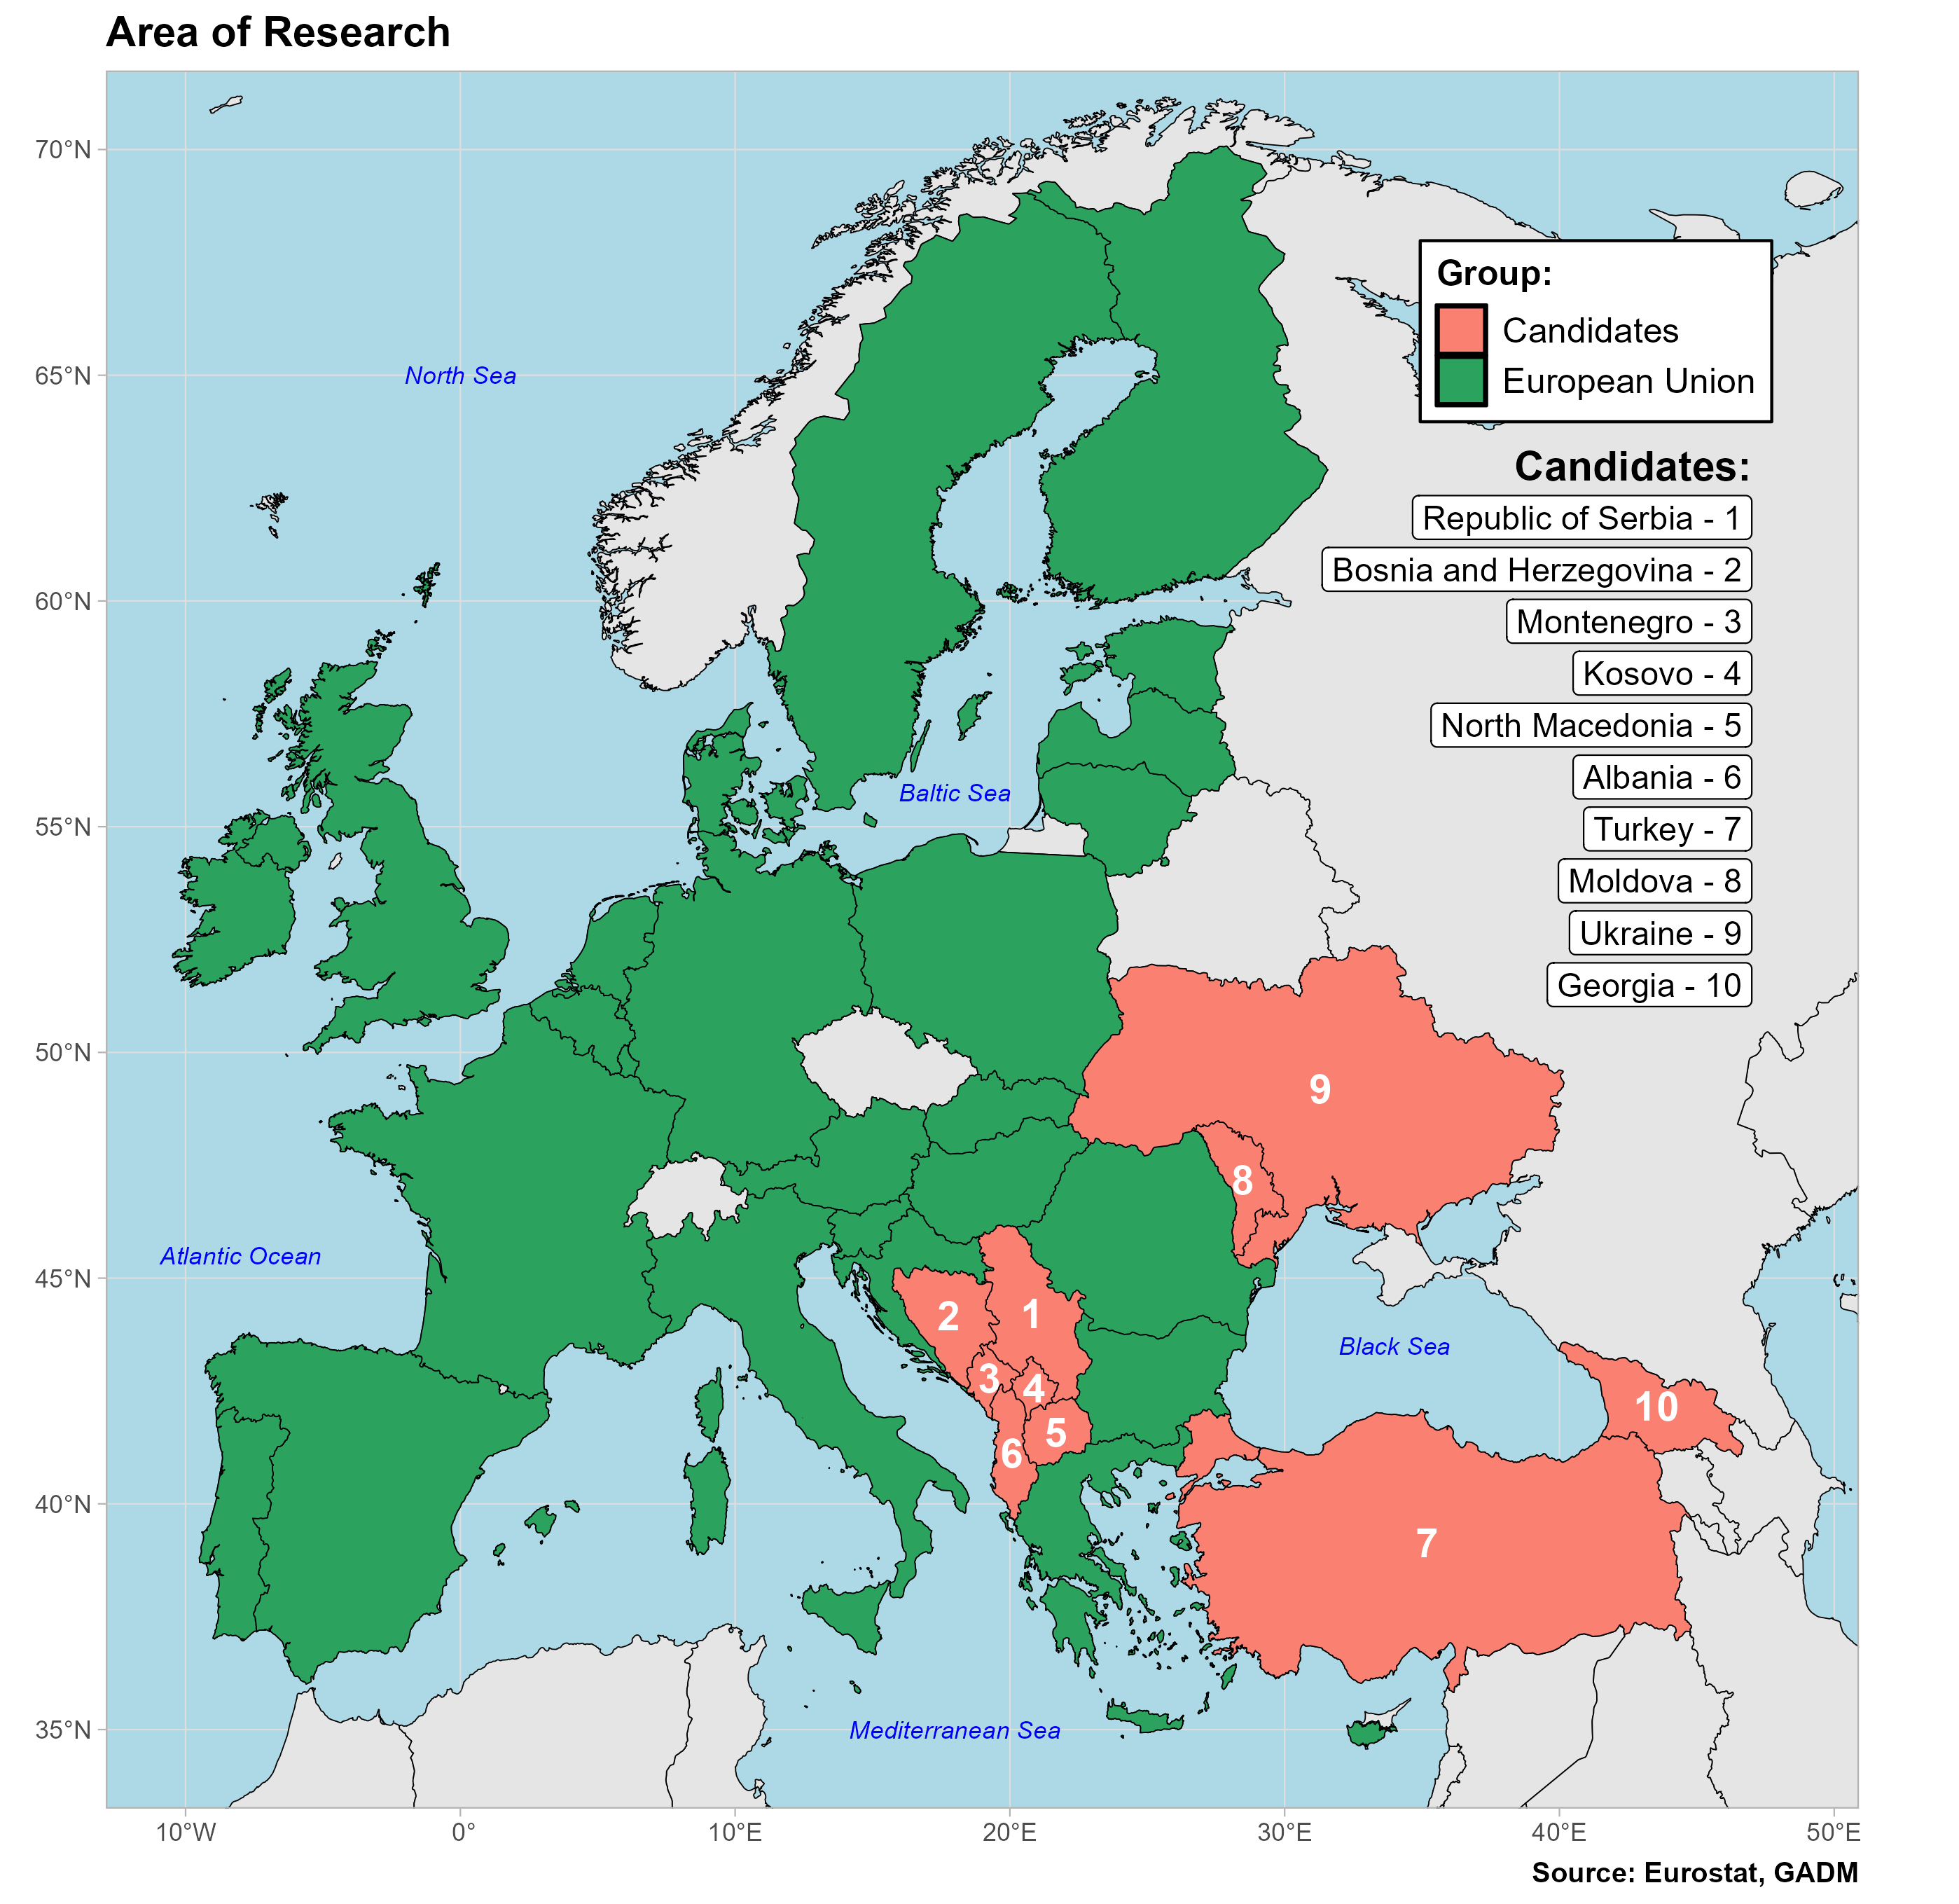 Area of Research
70°N
65°N
60°N
55°N
50°N
45°N
40°N
35°N
North Sea
Baltic Sea
Atlantic Ocean
Black Sea
Mediterranean Sea
Group:
Candidates
European Union
Candidates:
Republic of Serbia - 1
Bosnia and Herzegovina - 2
Montenegro - 3
Kosovo - 4
North Macedonia - 5
Albania - 6
Turkey - 7
Moldova - 8
Ukraine - 9
Georgia - 10
9
8
2
1
3
4
10
5
6
7
10°W
0°
10°E
20°E
30°E
40°E
50°E
Source: Eurostat, GADM